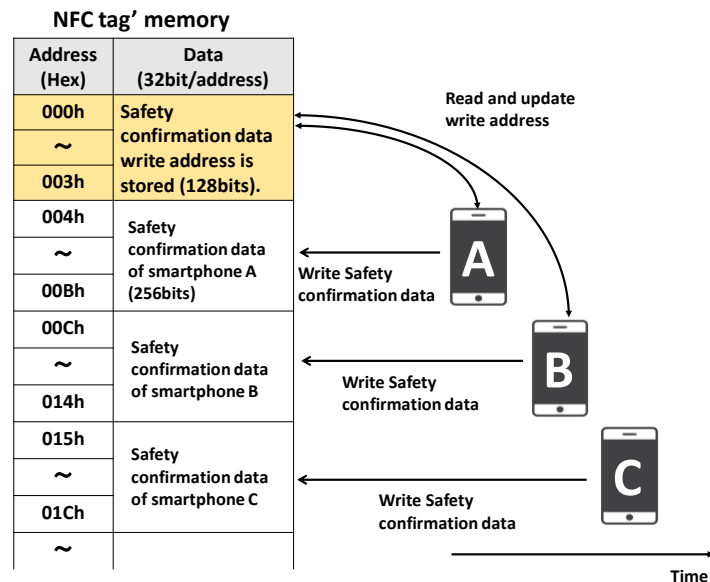 NFC tag’ memory
Address
(Hex)
Data
(32bit/address)
000h
~
003h
Safety
confirmation data
write address is
stored (128bits).
004h
~
00Bh
Safety
confirmation data
of smartphone A
(256bits)
00Ch
~
014h
Safety
confirmation data
of smartphone B
015h
~
01Ch
Safety
confirmation data
of smartphone C
~
Read and update
write address
A
Write Safety
confirmation data
B
Write Safety
confirmation data
C
Write Safety
confirmation data
Time